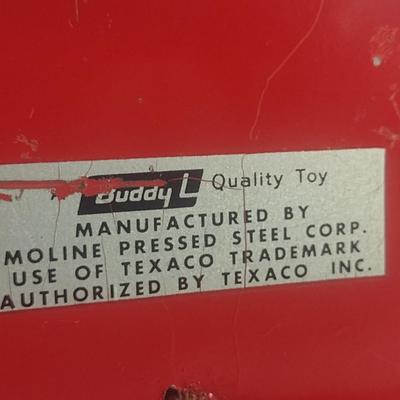 A Buddy L Quality Toy
MANUFACTURED BY
MOLINE PRESSED STEEL CORP.
USE OF TEXACO TRADEMARK
AUTHORIZED BY TEXACO INC.